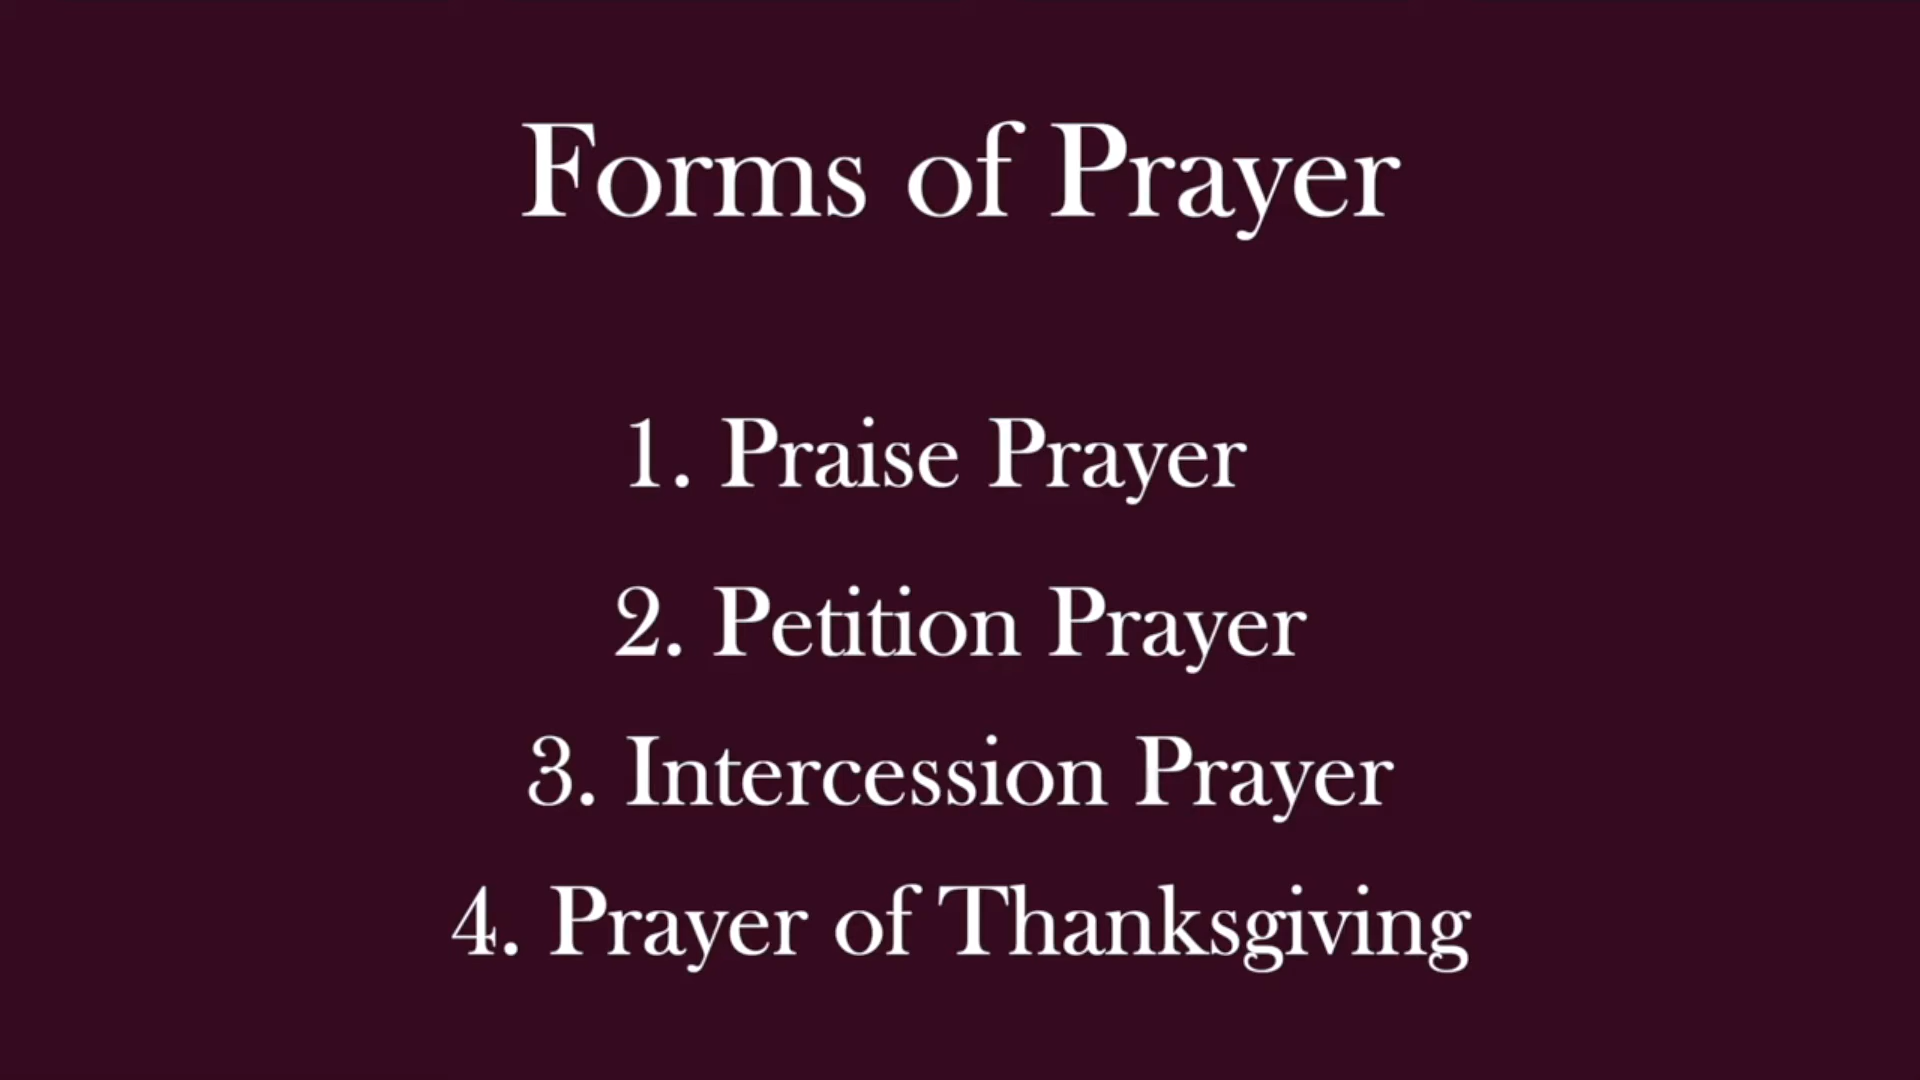 Forms of Prayer
1. Praise Prayer
2. Petition Prayer
3. Intercession Prayer
4. Prayer of Thanksgiving